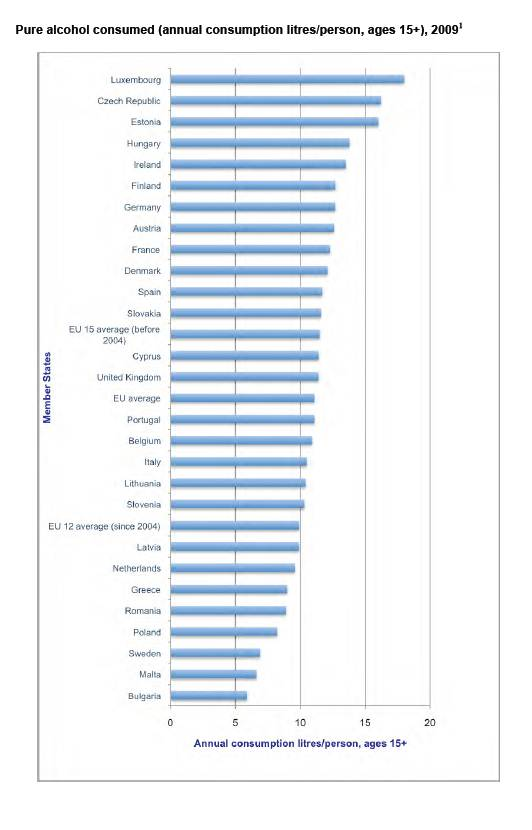 Pure alcohol consumed (annual consumption litres/person, ages 15+), 2009¹
Luxembourg
Czech Republic
Estonia
Hungary
Ireland
Finland
Germany
Austria
France
Denmark
Spain
Slovakia
EU 15 average (before
2004)
Cyprus
United Kingdom
EU average
Portugal
Belgium
Italy
Lithuania
Slovenia
EU 12 average (since 2004)
Latvia
Netherlands
Greece
Romania
Poland
Sweden
Malta
Bulgaria
Member States
0 5 10 15 20
Annual consumption litres/person, ages 15+